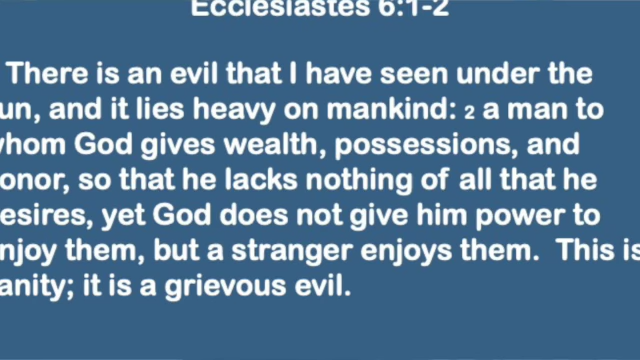 Ecclesiastes 6:1-2
There is an evil that I have seen under the
un, and it lies heavy on mankind: 2 a man to
whom God gives wealth, possessions, and
onor, so that he lacks nothing of all that he
esires, yet God does not give him power to
njoy them, but a stranger enjoys them. This is
anity; it is a grievous evil.